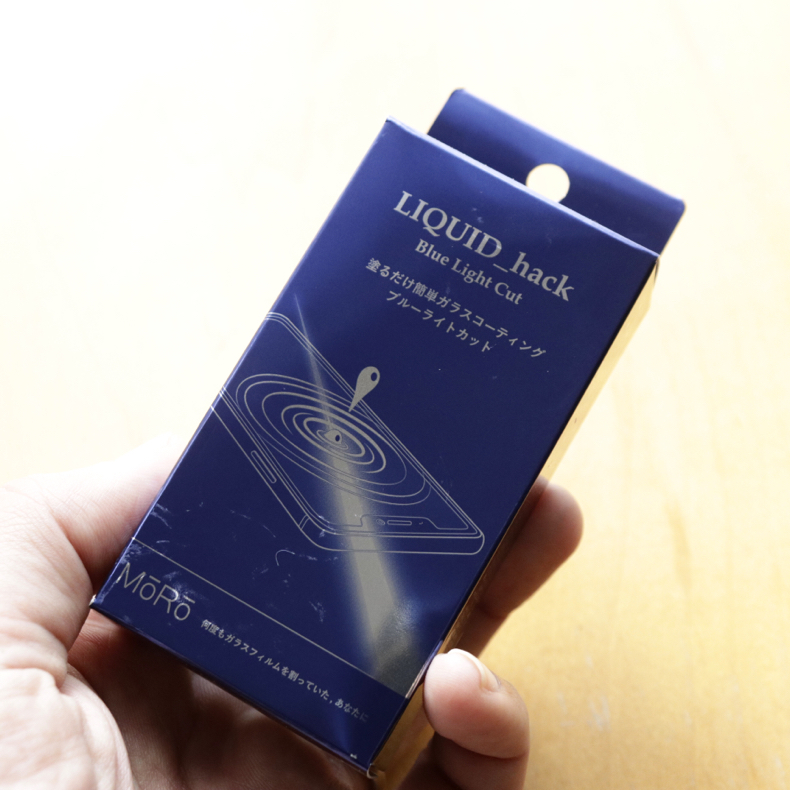 LIQUID_hack
Blue Light Cut
塗るだけ簡単ガラスコーティング
ブルーライトカット
MōRō
何度もガラスフィルムを割っていた，あなたに